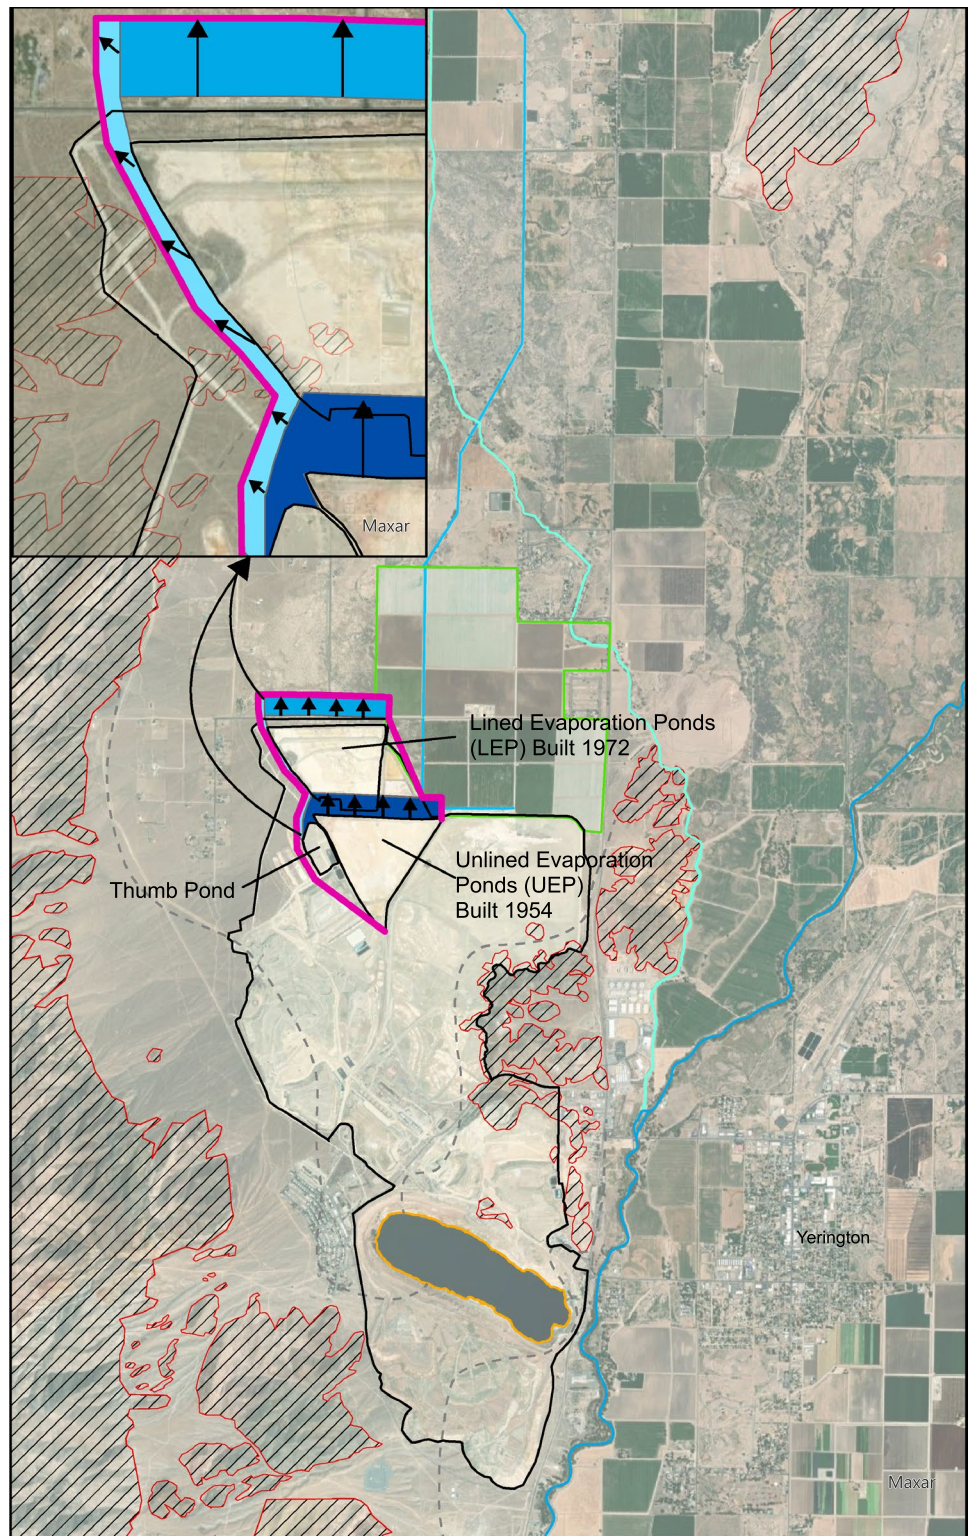 Maxar
Lined Evaporation Ponds
(LEP) Built 1972
Unlined Evaporation
Ponds (UEP)
Built 1954
Thumb Pond
Yerington
Maxar